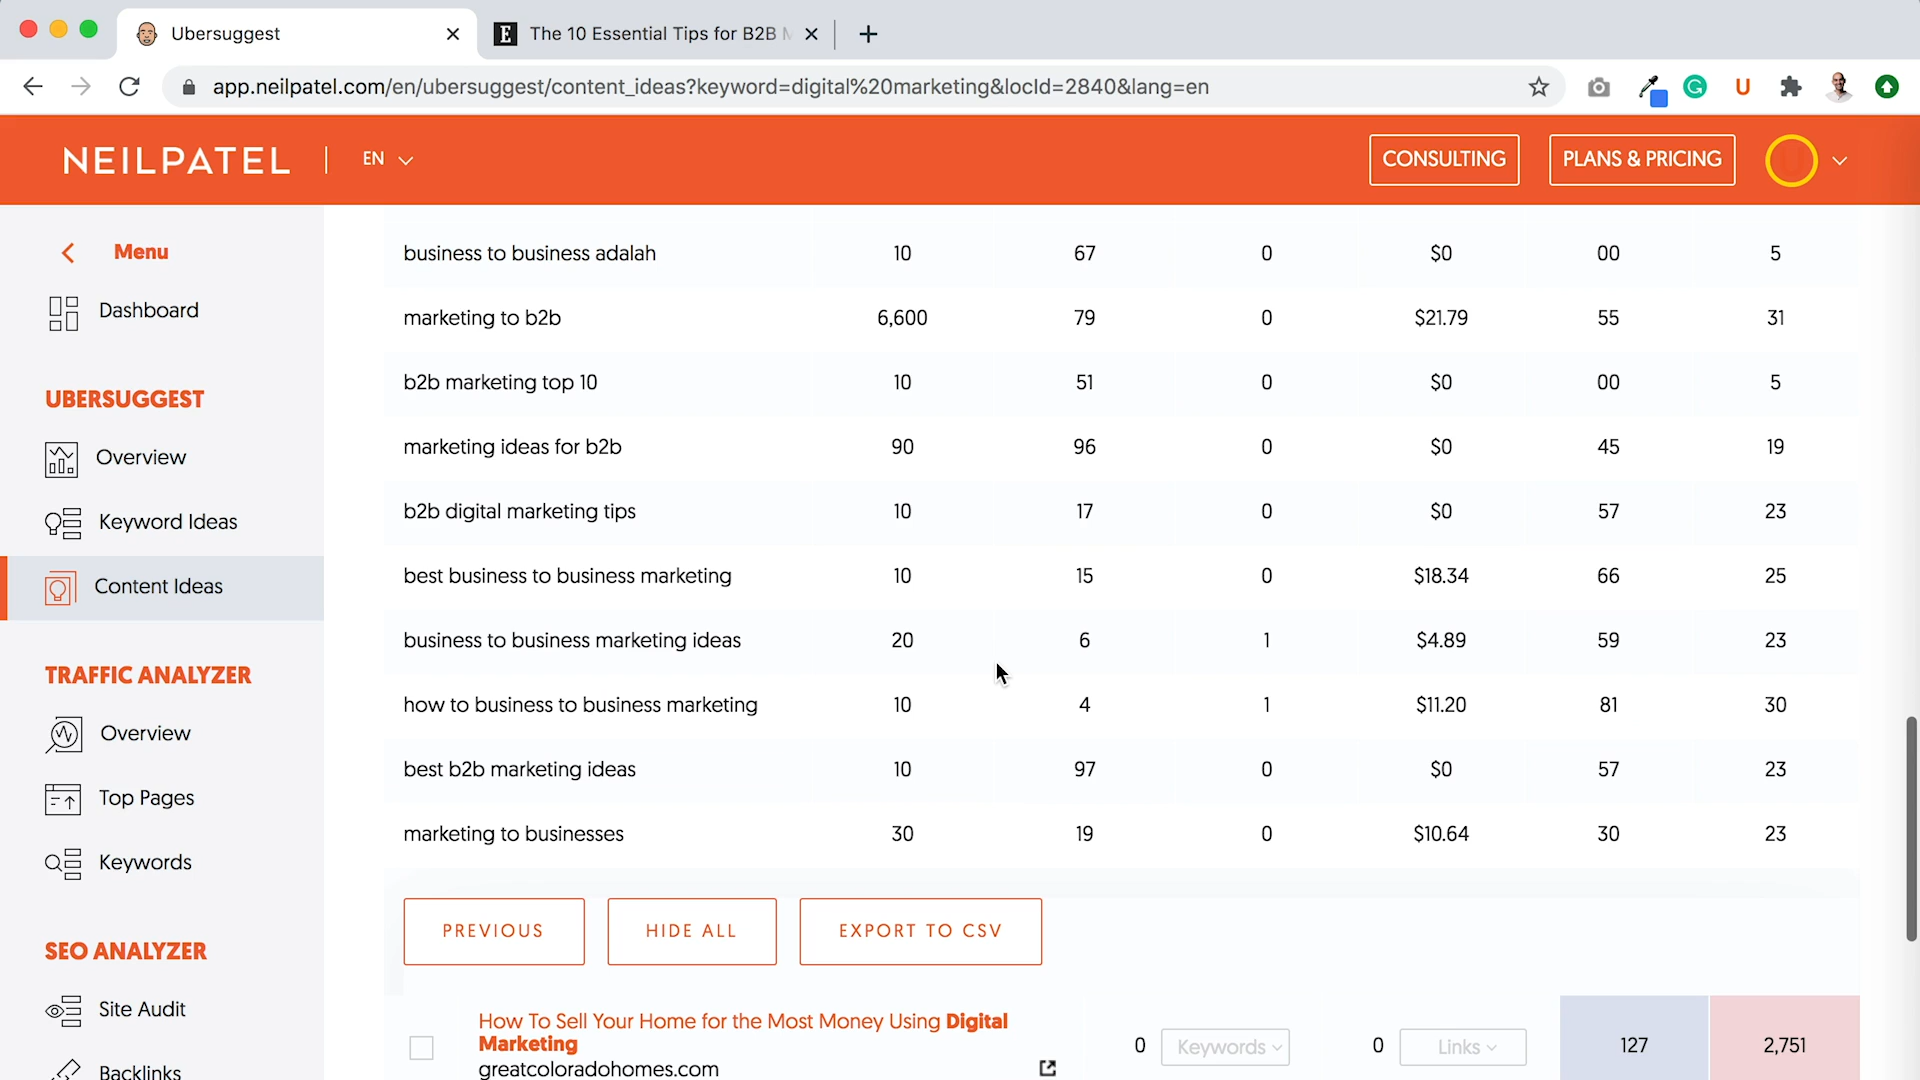 Ubersuggest
The 10 Essential Tips for B2B
app.neilpatel.com/en/ubersuggest/content_ideas?keyword=digital%20marketing&locId=2840&lang=en
NEILPATEL
EN
CONSULTING
PLANS & PRICING
Menu
Dashboard
UBERSUGGEST
Overview
Keyword Ideas
Content Ideas
TRAFFIC ANALYZER
Overview
Top Pages
Keywords
SEO ANALYZER
Site Audit
Backlinks
business to business adalah 10 67 0 $0 00 5
marketing to b2b 6,600 79 0 $21.79 55 31
b2b marketing top 10 10 51 0 $0 00 5
marketing ideas for b2b 90 96 0 $0 45 19
b2b digital marketing tips 10 17 0 $0 57 23
best business to business marketing 10 15 0 $18.34 66 25
business to business marketing ideas 20 6 1 $4.89 59 23
how to business to business marketing 10 4 1 $11.20 81 30
best b2b marketing ideas 10 97 0 $0 57 23
marketing to businesses 30 19 0 $10.64 30 23
PREVIOUS
HIDE ALL
EXPORT TO CSV
How To Sell Your Home for the Most Money Using Digital
Marketing
greatcoloradohomes.com
0 Keywords 0 Links 127 2,751